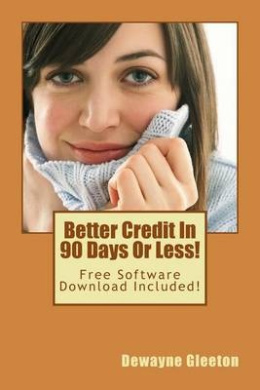 Better Credit In
90 Days Or Less!
Free Software
Download Included!
Dewayne Gleeton